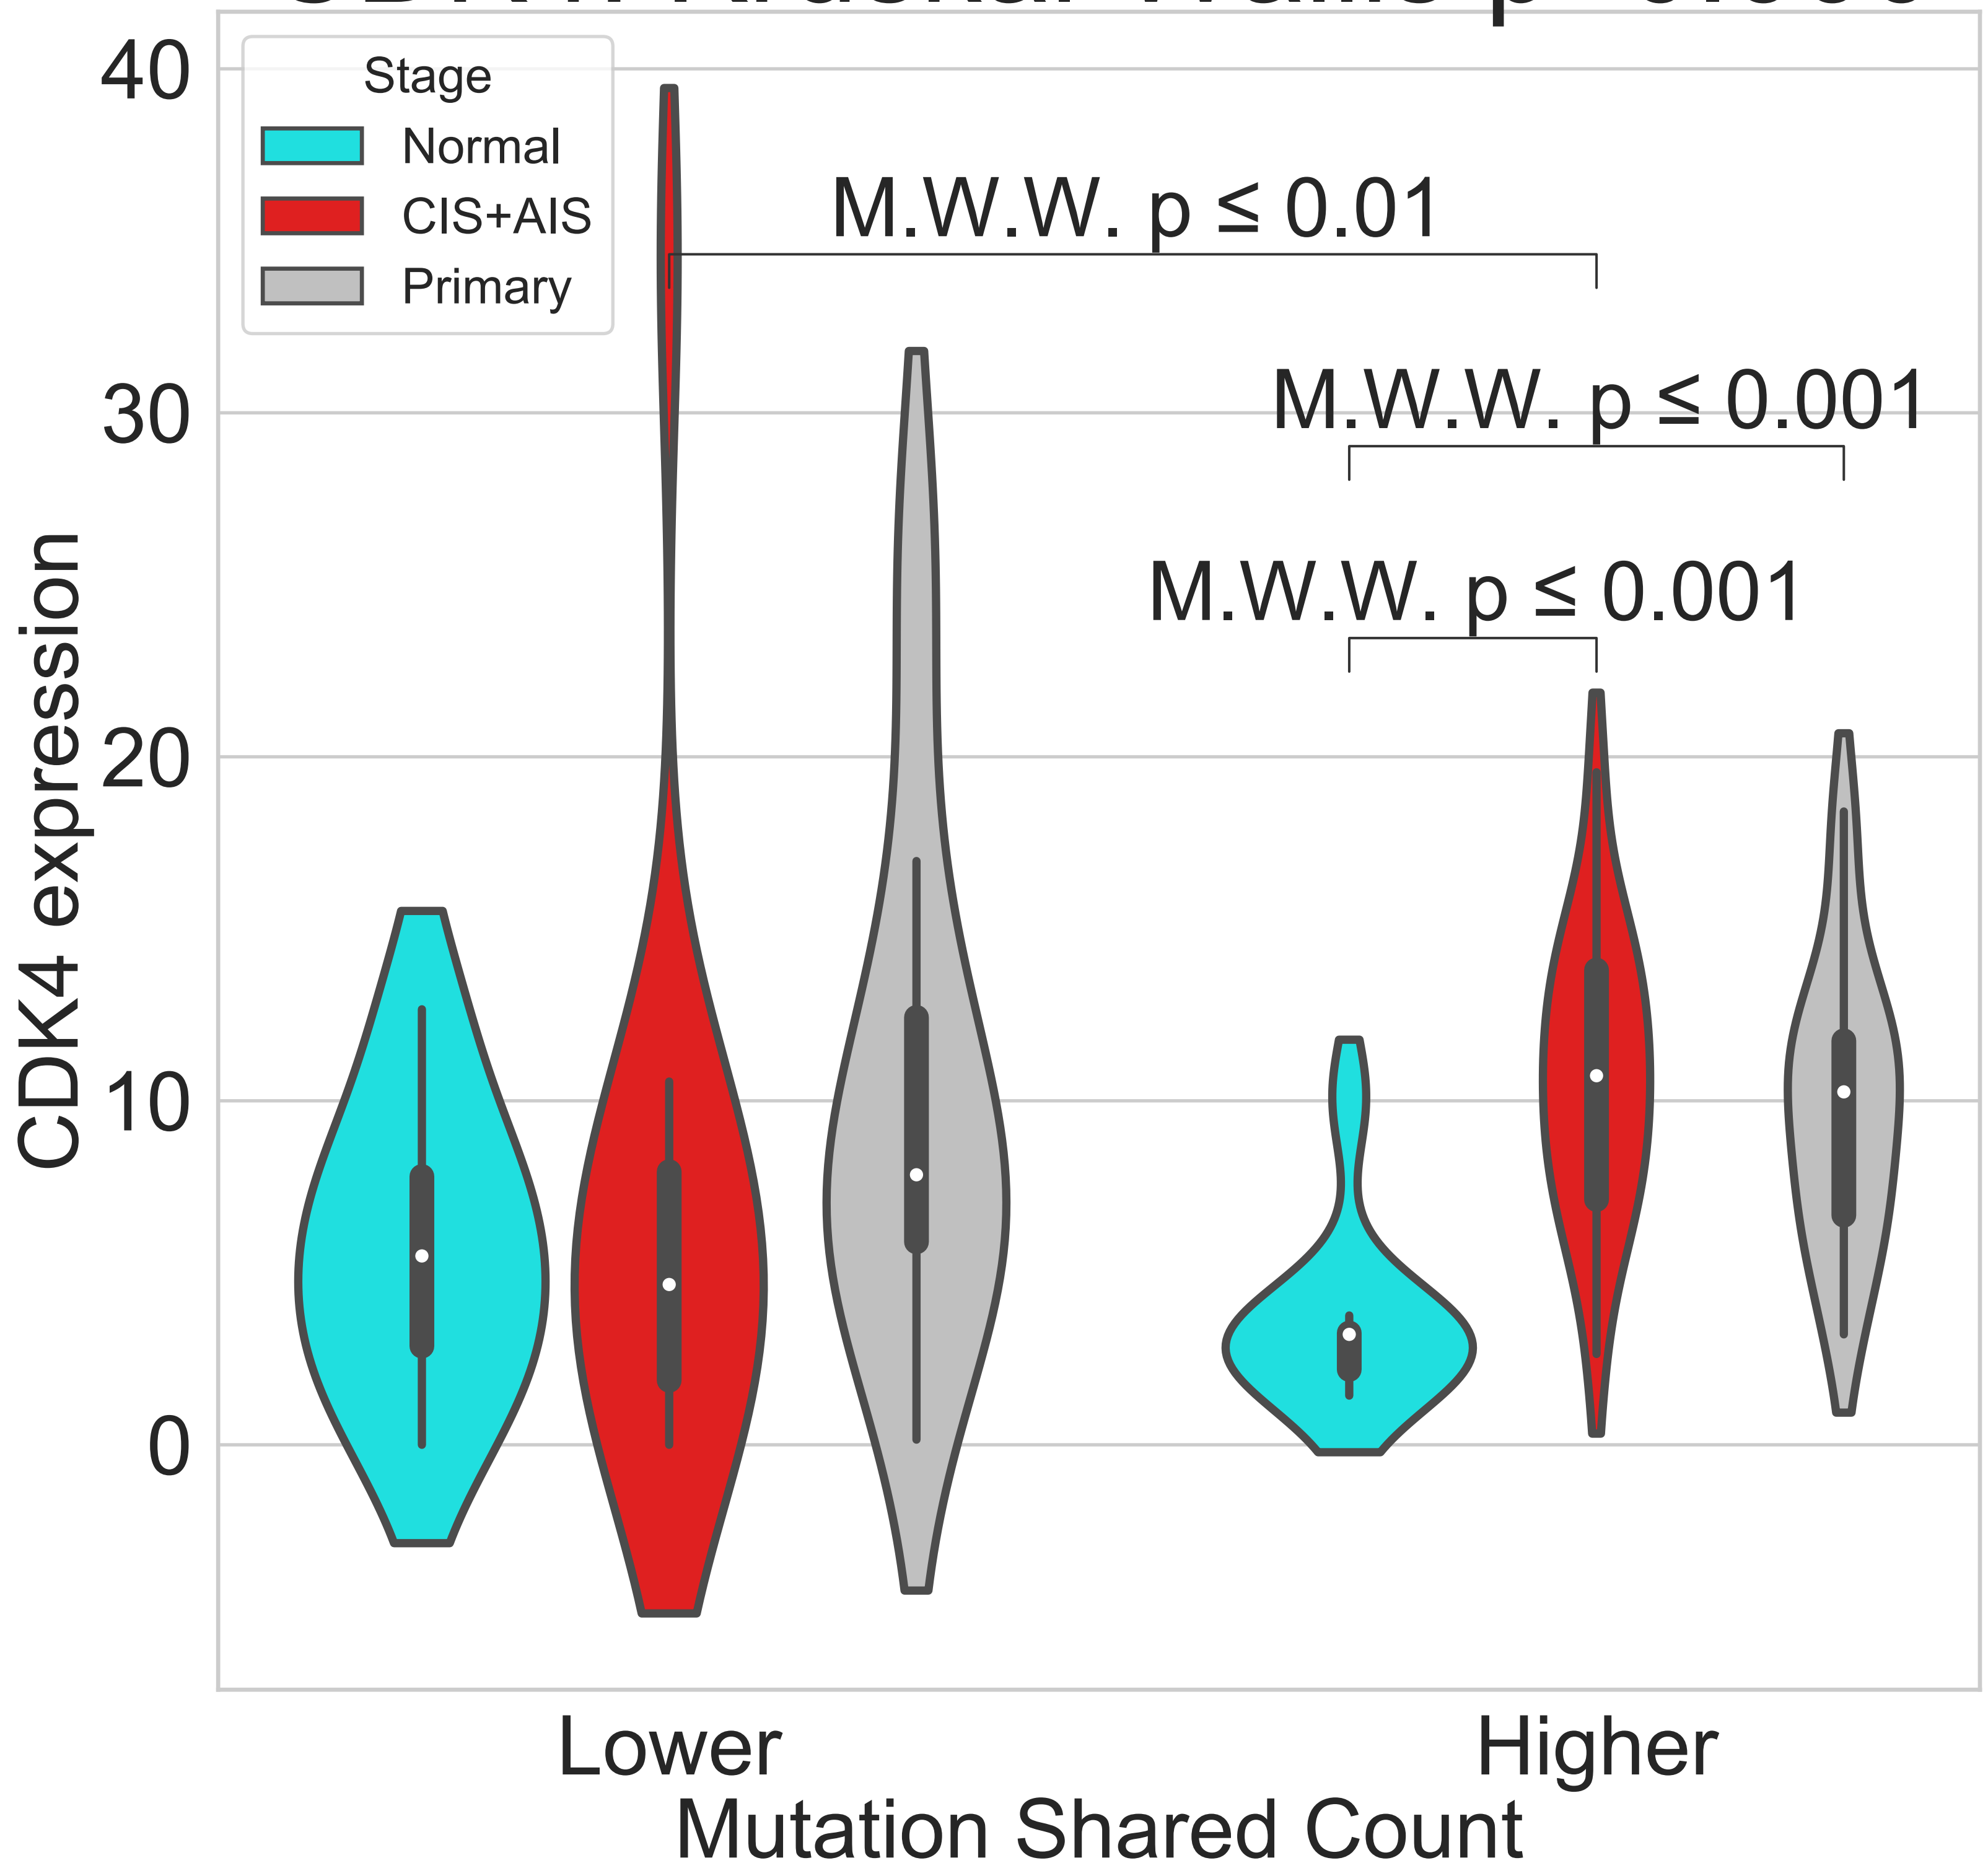 40
30
20
10
0
CDK4 expression
Stage
Normal
CIS+AIS
Primary
M.W.W. p ≤ 0.01
M.W.W. p ≤ 0.001
M.W.W. p ≤ 0.001
Lower
Higher
Mutation Shared Count